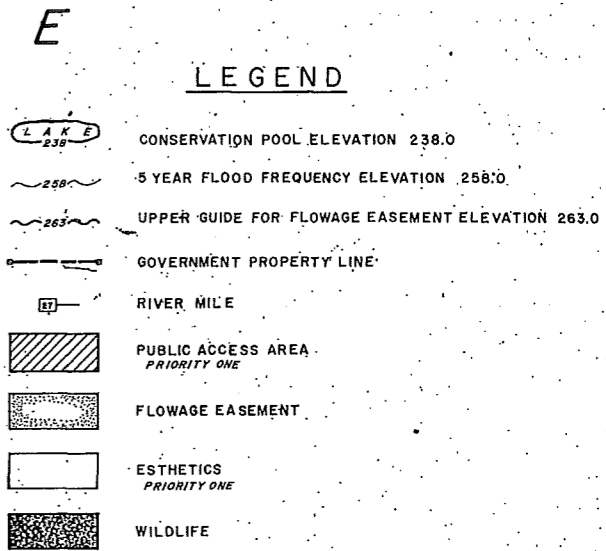 E
LEGEND
LAKE
238
CONSERVATION POOL ELEVATION 238.0
258
5 YEAR FLOOD FREQUENCY ELEVATION 258.0
263
UPPER GUIDE FOR FLOWAGE EASEMENT ELEVATION 263.0
GOVERNMENT PROPERTY LINE
27
RIVER MILE
PUBLIC ACCESS AREA
PRIORITY ONE
FLOWAGE EASEMENT
ESTHETICS
PRIORITY ONE
WILDLIFE